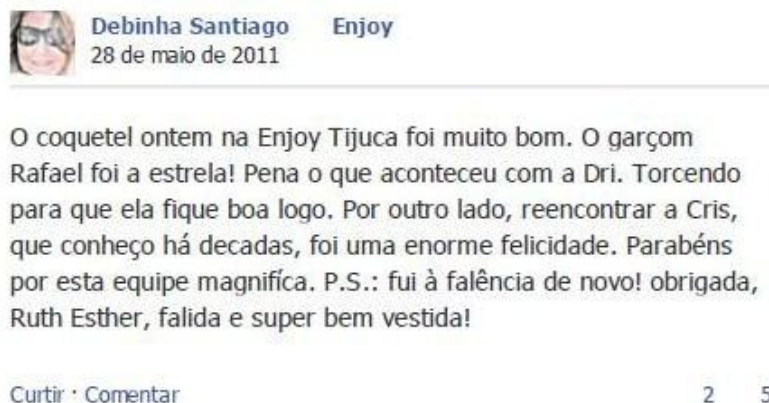 Debinha Santiago Enjoy
28 de maio de 2011
O coquetel ontem na Enjoy Tijuca foi muito bom. O garçom
Rafael foi a estrela! Pena o que aconteceu com a Dri. Torcendo
para que ela fique boa logo. Por outro lado, reencontrar a Cris,
que conheço há decadas, foi uma enorme felicidade. Parabéns
por esta equipe magnifíca. P.S.: fui à falência de novo! obrigada,
Ruth Esther, falida e super bem vestida!
Curtir · Comentar 2 5